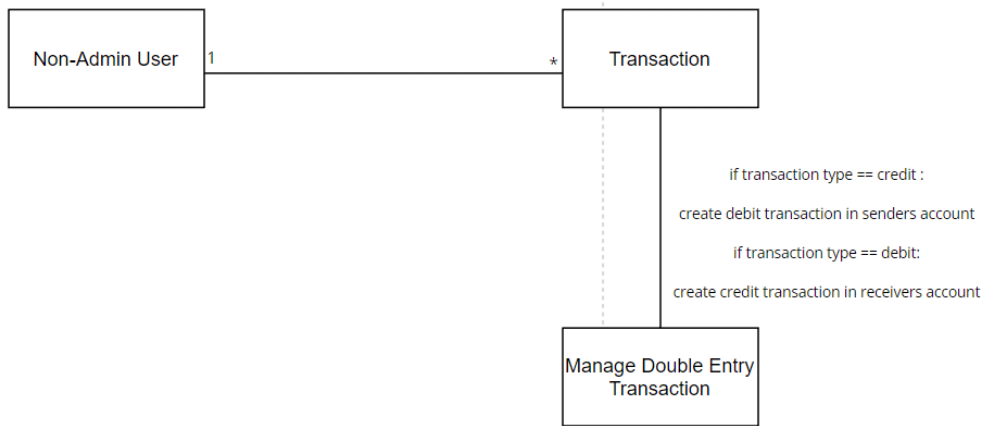 Non-Admin User
1
*
Transaction
if transaction type == credit :
create debit transaction in senders account
if transaction type == debit:
create credit transaction in receivers account
Manage Double Entry
Transaction